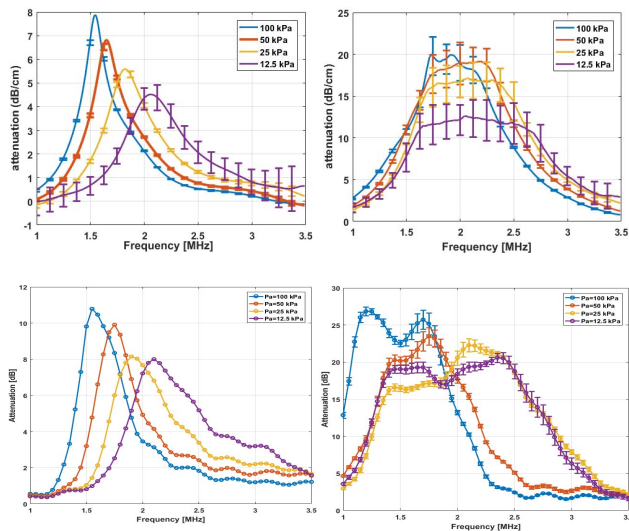 8
7
6
5
4
3
2
1
0
-1
attenuation (dB/cm)
100 kPa
50 kPa
25 kPa
12.5 kPa
1 1.5 2 2.5 3 3.5
Frequency [MHz]
25
20
15
10
5
0
attenuation (dB/cm)
100 kPa
50 kPa
25 kPa
12.5 kPa
1 1.5 2 2.5 3 3.5
Frequency [MHz]
12
10
8
6
4
2
0
Attenuation [dB]
Pa=100 kPa
Pa=50 kPa
Pa=25 kPa
Pa=12.5 kPa
1 1.5 2 2.5 3 3.5
Frequency [MHz]
30
25
20
15
10
5
0
Attenuation [dB]
Pa=100 kPa
Pa=50 kPa
Pa=25 kPa
Pa=12.5 kPa
1 1.5 2 2.5 3 3.5
Frequency [MHz]